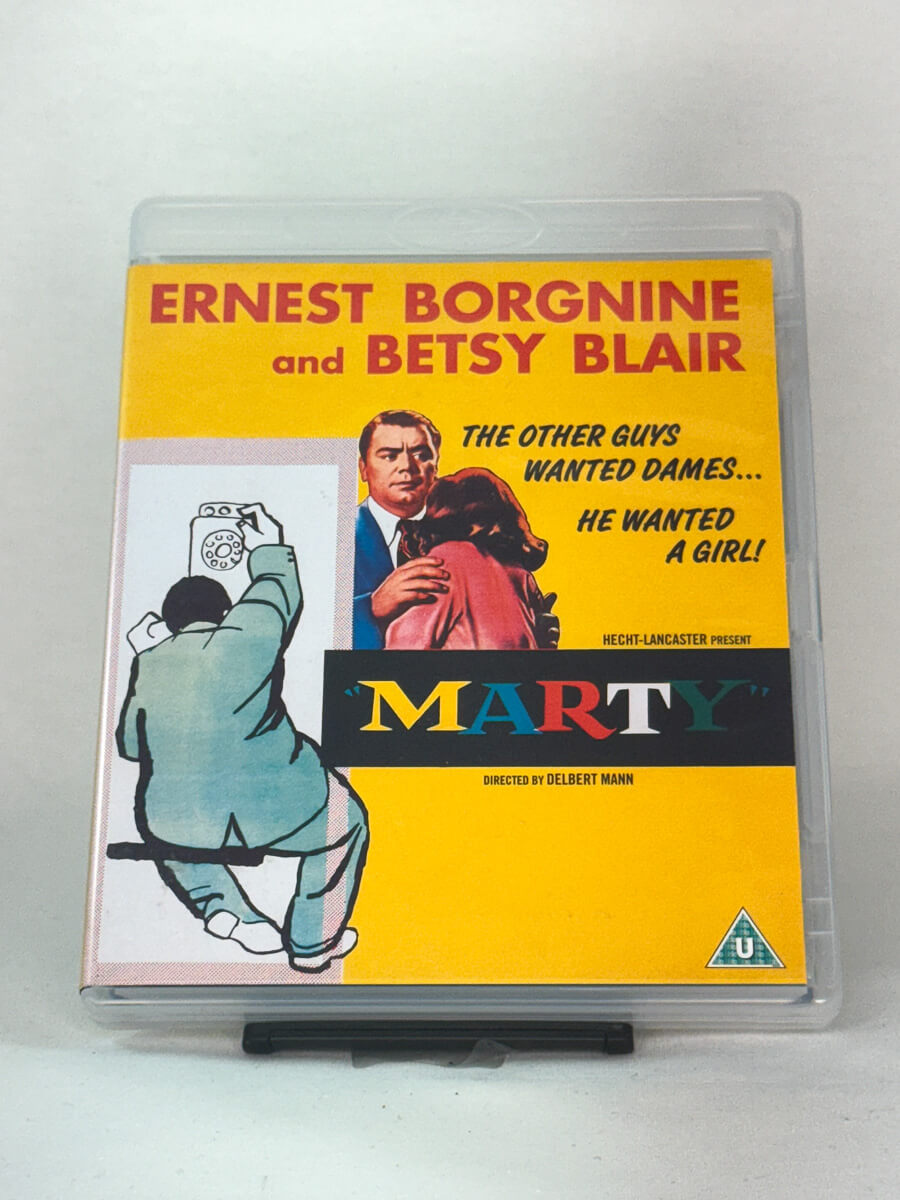 ERNEST BORGNINE
and BETSY BLAIR
THE OTHER GUYS
WANTED DAMES...
HE WANTED
A GIRL!
HECHT-LANCASTER PRESENT
"MARTY"
DIRECTED BY DELBERT MANN
U